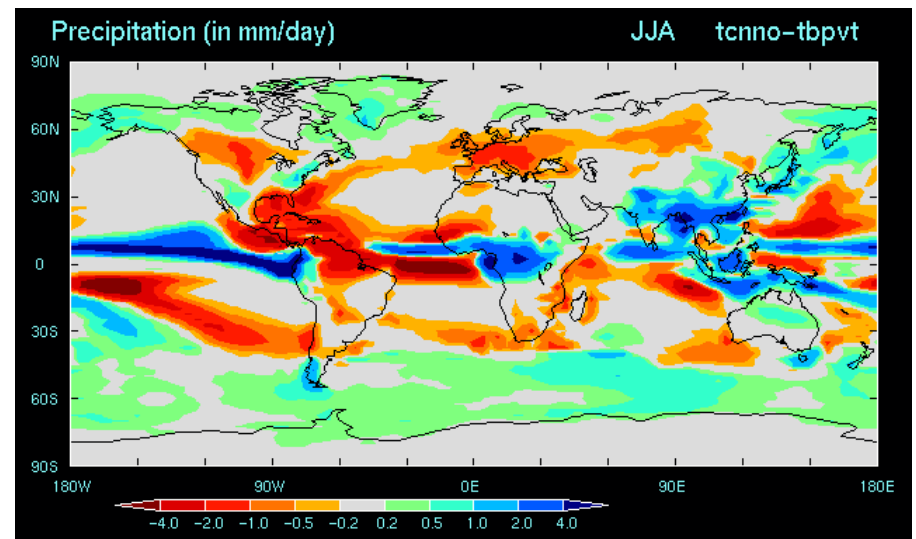 Precipitation (in mm/day) JJA tcnno-tbpvt
90N
60N
30N
0
30S
60S
90S
180W 90W 0E 90E 180E
-4.0 -2.0 -1.0 -0.5 -0.2 0.2 0.5 1.0 2.0 4.0